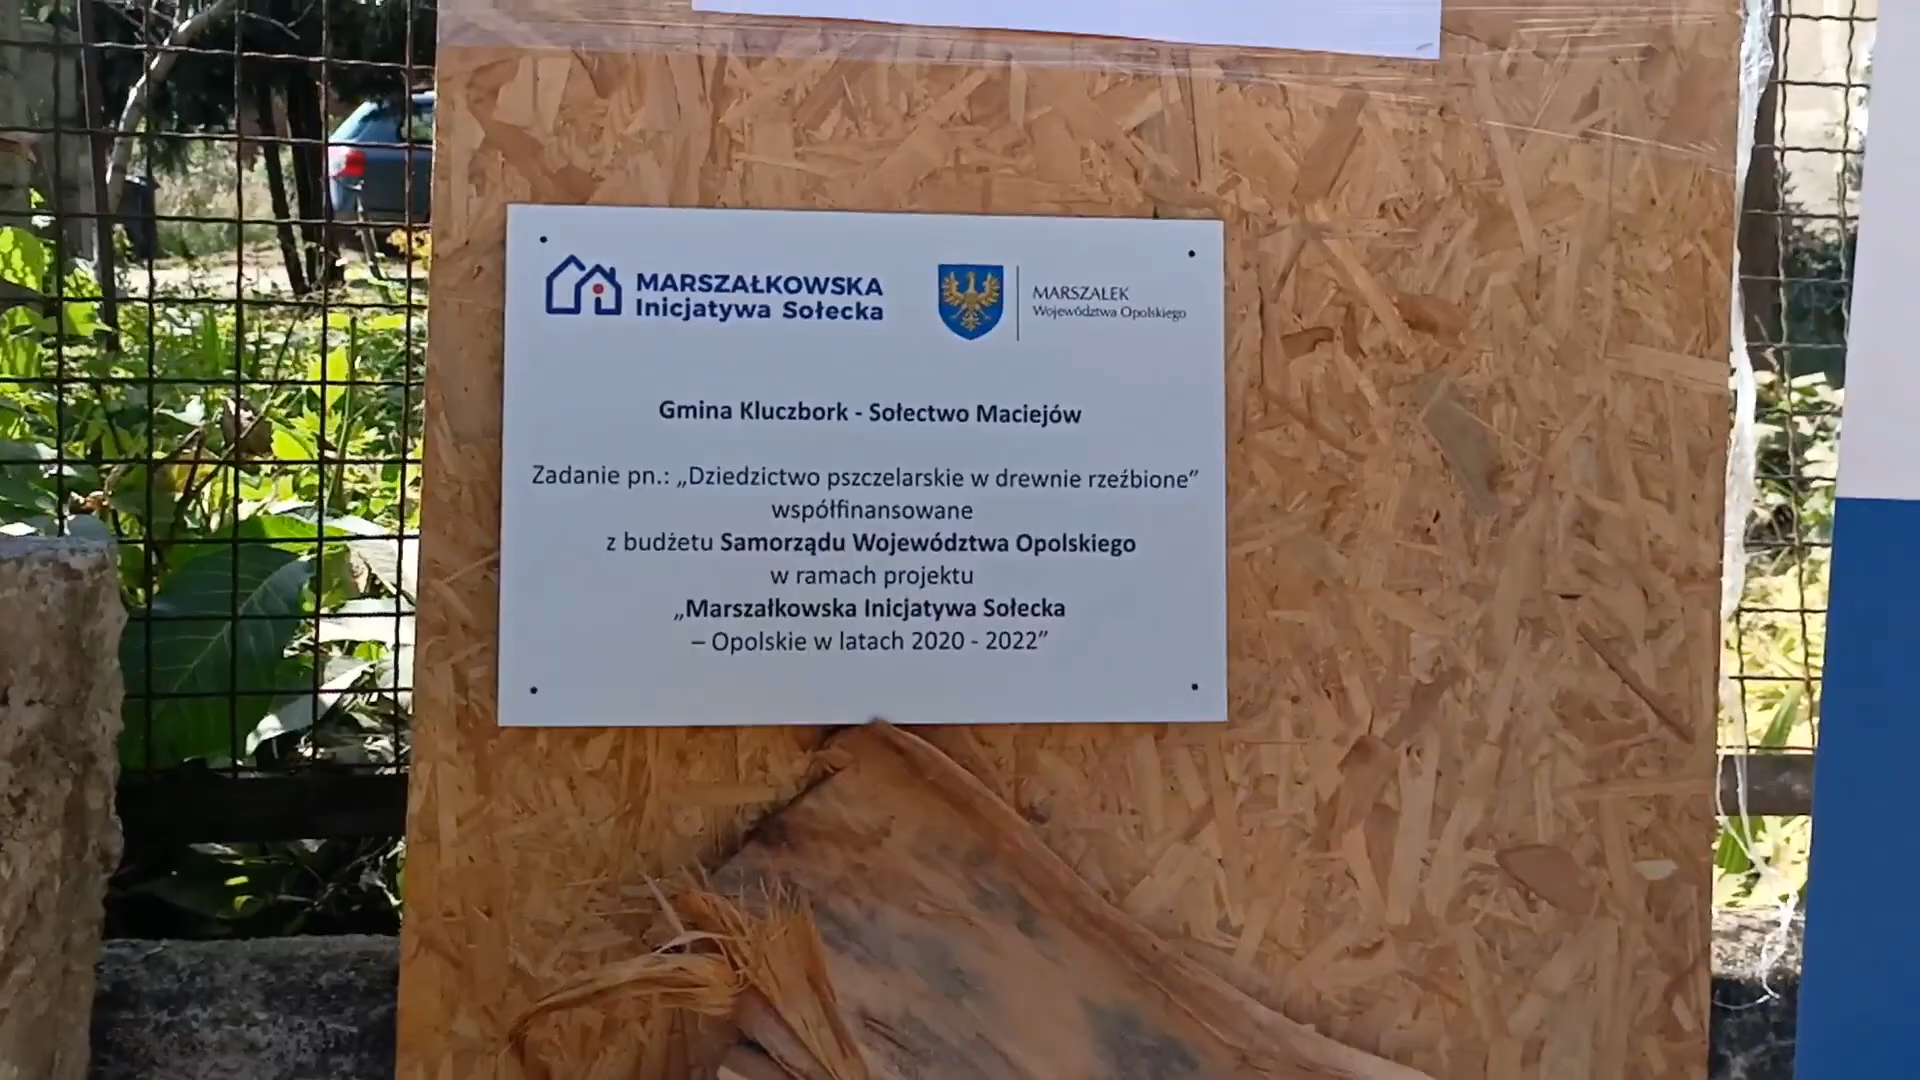 MARSZAŁKOWSKA
Inicjatywa Sołecka
MARSZAŁEK
Województwa Opolskiego
Gmina Kluczbork - Sołectwo Maciejów
Zadanie pn.: „Dziedzictwo pszczelarskie w drewnie rzeźbione”
współfinansowane
z budżetu Samorządu Województwa Opolskiego
w ramach projektu
„Marszałkowska Inicjatywa Sołecka
– Opolskie w latach 2020 - 2022”